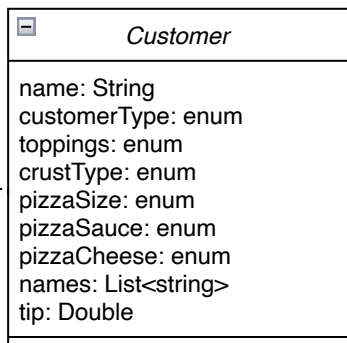 Customer
name: String
customerType: enum
toppings: enum
crustType: enum
pizzaSize: enum
pizzaSauce: enum
pizzaCheese: enum
names: List<string>
tip: Double